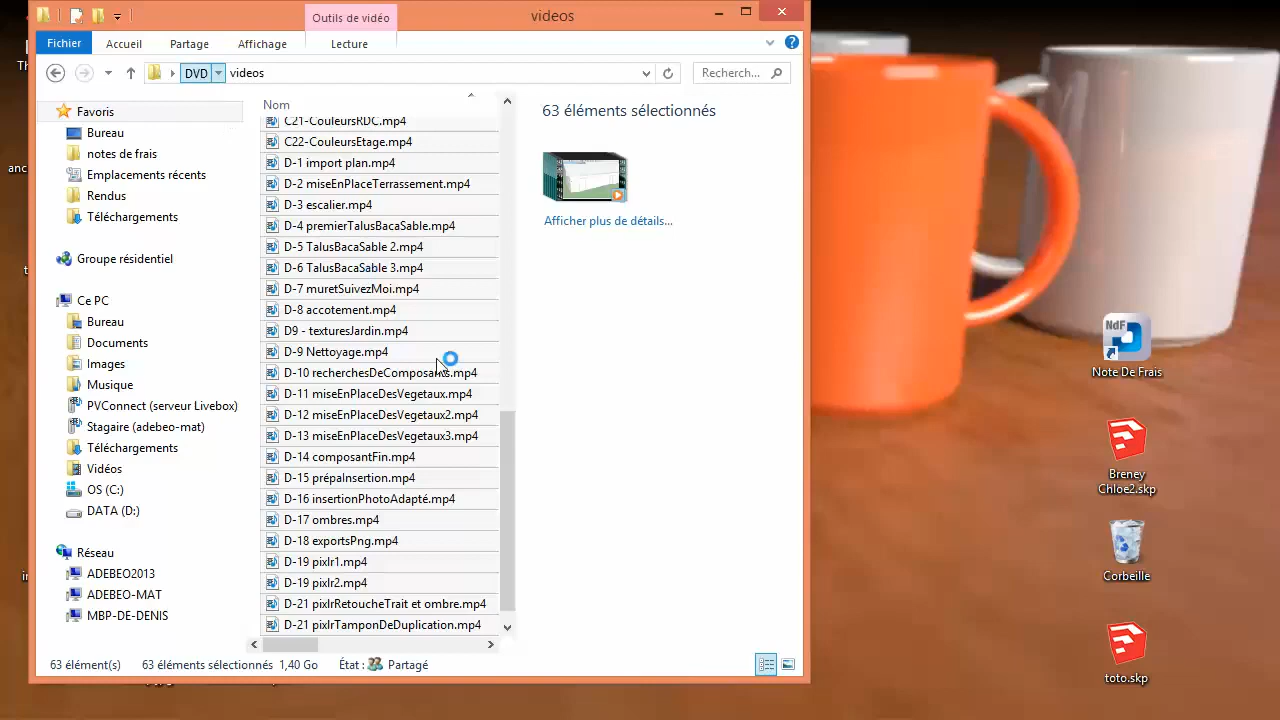 Outils de vidéo
videos
Fichier
Accueil
Partage
Affichage
Lecture
DVD
videos
Recherch...
Favoris
Bureau
notes de frais
Emplacements récents
Rendus
Téléchargements
Groupe résidentiel
Ce PC
Bureau
Documents
Images
Musique
PVConnect (serveur Livebox)
Stagaire (adebeo-mat)
Téléchargements
Vidéos
OS (C:)
DATA (D:)
Réseau
ADEBEO2013
ADEBEO-MAT
MBP-DE-DENIS
Nom
C21-CouleursRDC.mp4
C22-CouleursEtage.mp4
D-1 import plan.mp4
D-2 miseEnPlaceTerrassement.mp4
D-3 escalier.mp4
D-4 premierTalusBacaSable.mp4
D-5 TalusBacaSable 2.mp4
D-6 TalusBacaSable 3.mp4
D-7 muretSuivezMoi.mp4
D-8 accotement.mp4
D9 - texturesJardin.mp4
D-9 Nettoyage.mp4
D-10 recherchesDeComposants.mp4
D-11 miseEnPlaceDesVegetaux.mp4
D-12 miseEnPlaceDesVegetaux2.mp4
D-13 miseEnPlaceDesVegetaux3.mp4
D-14 composantFin.mp4
D-15 prépaInsertion.mp4
D-16 insertionPhotoAdapté.mp4
D-17 ombres.mp4
D-18 exportsPng.mp4
D-19 pixlr1.mp4
D-19 pixlr2.mp4
D-21 pixlrRetoucheTrait et ombre.mp4
D-21 pixlrTamponDeDuplication.mp4
63 éléments sélectionnés
Afficher plus de détails...
63 élément(s)
63 éléments sélectionnés 1,40 Go
État : Partagé
NdF
Note De Frais
Breney
Chloe2.skp
Corbeille
toto.skp